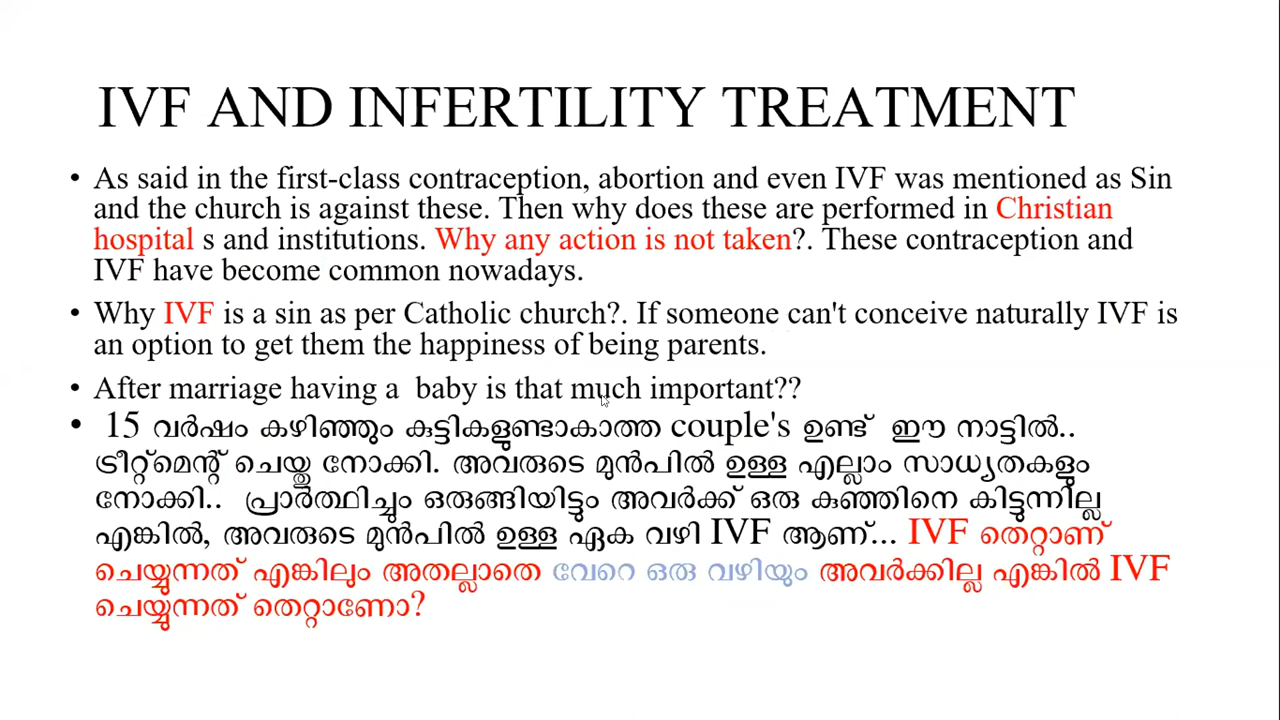 IVF AND INFERTILITY TREATMENT
• As said in the first-class contraception, abortion and even IVF was mentioned as Sin
and the church is against these. Then why does these are performed in Christian
hospital s and institutions. Why any action is not taken?. These contraception and
IVF have become common nowadays.
• Why IVF is a sin as per Catholic church?. If someone can't conceive naturally IVF is
an option to get them the happiness of being parents.
• After marriage having a baby is that much important??
• 15 വർഷം കഴിഞ്ഞും കുട്ടികളുണ്ടാകാത്ത couple's ഉണ്ട് ഈ നാട്ടിൽ..
ട്രീറ്റ്മെന്റ് ചെയ്തു നോക്കി. അവരുടെ മുൻപിൽ ഉള്ള എല്ലാം സാധ്യതകളും
നോക്കി.. പ്രാർത്ഥിച്ചും ഒരുങ്ങിയിട്ടും അവർക്ക് ഒരു കുഞ്ഞിനെ കിട്ടുന്നില്ല
എങ്കിൽ, അവരുടെ മുൻപിൽ ഉള്ള ഏക വഴി IVF ആണ്... IVF തെറ്റാണ്
ചെയ്യുന്നത് എങ്കിലും അതല്ലാതെ വേറെ ഒരു വഴിയും അവർക്കില്ല എങ്കിൽ IVF
ചെയ്യുന്നത് തെറ്റാണോ?